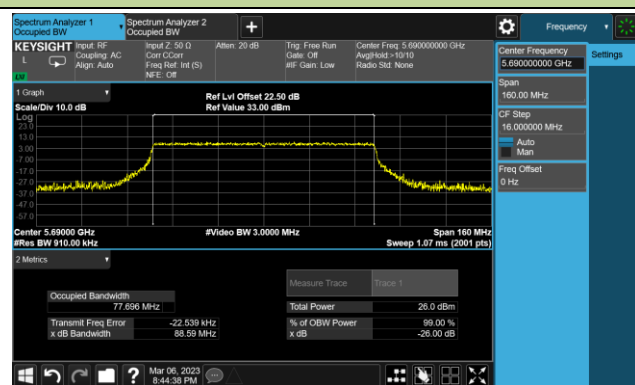 Spectrum Analyzer 1
Occupied BW
Spectrum Analyzer 2
Occupied BW
Frequency
KEYSIGHT
L
Input: RF
Coupling: AC
Align: Auto
Input Z: 50 Ω
Corr CCorr
Freq Ref: Int (S)
NFE: Off
Atten: 20 dB
Trig: Free Run
Gate: Off
#IF Gain: Low
Center Freq: 5.690000000 GHz
Avg|Hold:>10/10
Radio Std: None
Center Frequency
5.690000000 GHz
Settings
Span
160.00 MHz
CF Step
16.000000 MHz
Auto
Man
Freq Offset
0 Hz
1 Graph
Scale/Div 10.0 dB
Ref Lvl Offset 22.50 dB
Ref Value 33.00 dBm
Log
23.0
13.0
3.00
-7.00
-17.0
-27.0
-37.0
-47.0
-57.0
Center 5.69000 GHz
#Res BW 910.00 kHz
#Video BW 3.0000 MHz
Span 160 MHz
Sweep 1.07 ms (2001 pts)
2 Metrics
Measure Trace
Trace 1
Occupied Bandwidth
77.696 MHz
Total Power
26.0 dBm
Transmit Freq Error
-22.539 kHz
% of OBW Power
99.00 %
x dB Bandwidth
88.59 MHz
x dB
-26.00 dB
Mar 06, 2023
8:44:38 PM